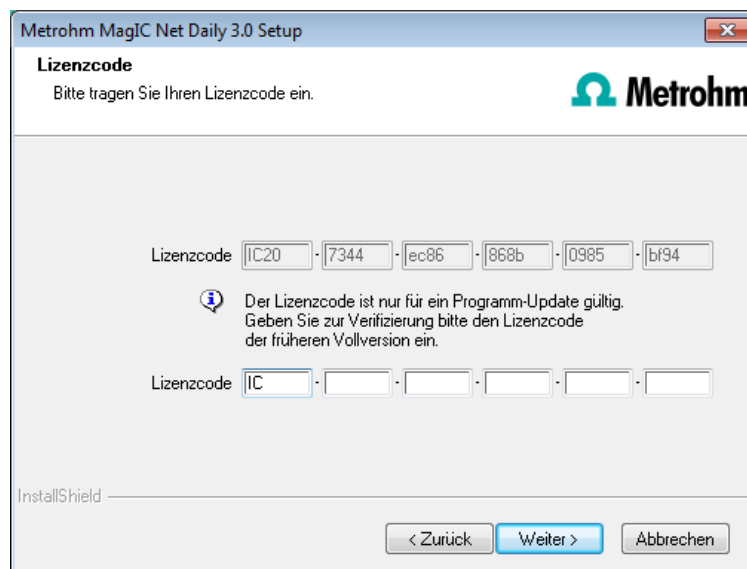 Metrohm MagIC Net Daily 3.0 Setup
Lizenzcode
Bitte tragen Sie Ihren Lizenzcode ein.
Metrohm
Lizenzcode IC20 - 7344 - ec86 - 868b - 0985 - bf94
Der Lizenzcode ist nur für ein Programm-Update gültig.
Geben Sie zur Verifizierung bitte den Lizenzcode
der früheren Vollversion ein.
Lizenzcode IC - - - - -
InstallShield
< Zurück Weiter > Abbrechen